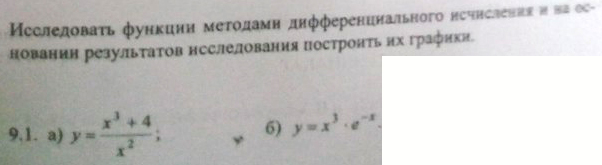 Исследовать функции методами дифференциального исчисления и на ос-
новании результатов исследования построить их графики.
9.1. а) y = (x³ + 4)/x²; б) y = x³ · e⁻ˣ.